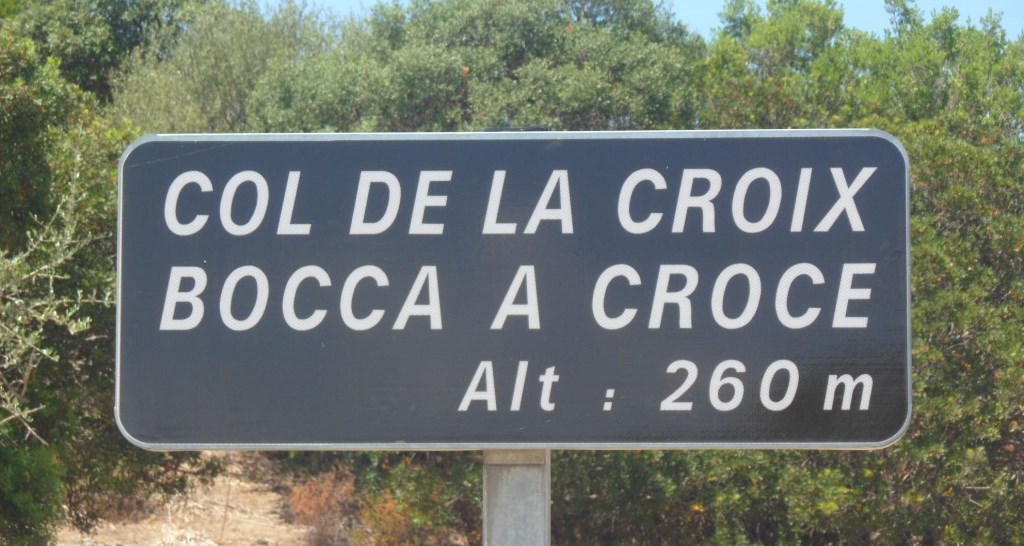 COL DE LA CROIX
BOCCA A CROCE
Alt : 260 m